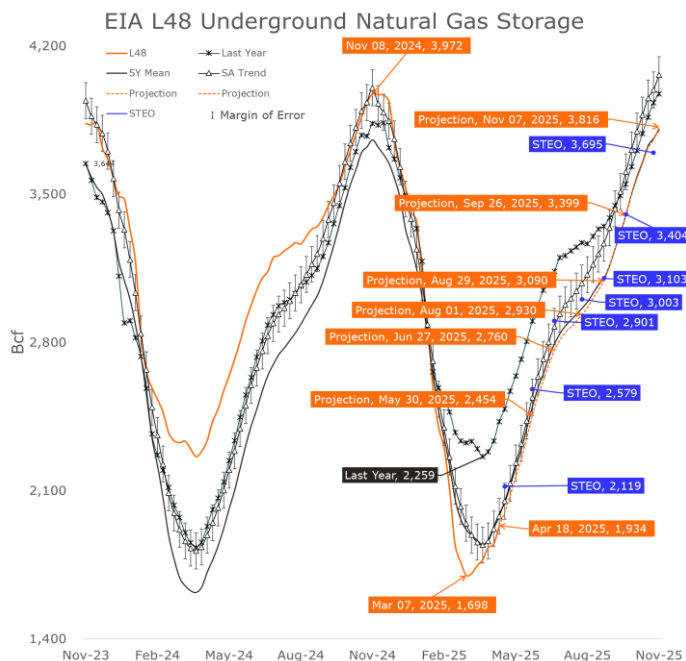 EIA L48 Underground Natural Gas Storage
4,200
3,500
2,800
2,100
1,400
Bcf
L48
Last Year
5Y Mean
SA Trend
Projection
Projection
STEO
Margin of Error
Nov 08, 2024, 3,972
Projection, Nov 07, 2025, 3,816
STEO, 3,695
Projection, Sep 26, 2025, 3,399
STEO, 3,404
Projection, Aug 29, 2025, 3,090
STEO, 3,103
STEO, 3,003
Projection, Aug 01, 2025, 2,930
STEO, 2,901
Projection, Jun 27, 2025, 2,760
STEO, 2,579
Projection, May 30, 2025, 2,454
Last Year, 2,259
STEO, 2,119
Apr 18, 2025, 1,934
Mar 07, 2025, 1,698
Nov-23
Feb-24
May-24
Aug-24
Nov-24
Feb-25
May-25
Aug-25
Nov-25